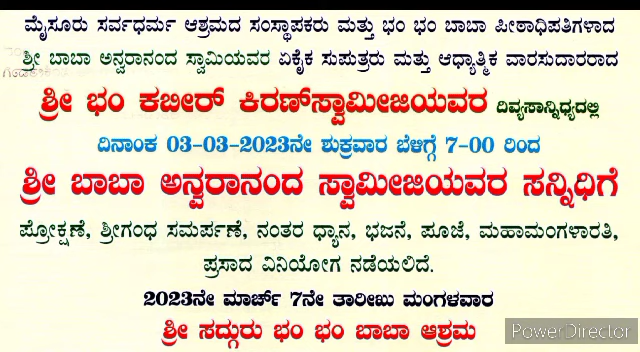 ಮೈಸೂರು ಸರ್ವಧರ್ಮ ಆಶ್ರಮದ ಸಂಸ್ಥಾಪಕರು ಮತ್ತು ಭಂ ಭಂ ಬಾಬಾ ಪೀಠಾಧಿಪತಿಗಳಾದ
ಶ್ರೀ ಬಾಬಾ ಅನ್ವರಾನಂದ ಸ್ವಾಮಿಯವರ ಏಕೈಕ ಸುಪುತ್ರರು ಮತ್ತು ಆಧ್ಯಾತ್ಮಿಕ ವಾರಸುದಾರರಾದ
ಶ್ರೀ ಭಂ ಕಬೀರ್ ಕಿರಣ್‌ಸ್ವಾಮೀಜಿಯವರ ದಿವ್ಯಸಾನ್ನಿಧ್ಯದಲ್ಲಿ
ದಿನಾಂಕ 03-03-2023ನೇ ಶುಕ್ರವಾರ ಬೆಳಿಗ್ಗೆ 7-00 ರಿಂದ
ಶ್ರೀ ಬಾಬಾ ಅನ್ವರಾನಂದ ಸ್ವಾಮೀಜಿಯವರ ಸನ್ನಿಧಿಗೆ
ಪ್ರೋಕ್ಷಣೆ, ಶ್ರೀಗಂಧ ಸಮರ್ಪಣೆ, ನಂತರ ಧ್ಯಾನ, ಭಜನೆ, ಪೂಜೆ, ಮಹಾಮಂಗಳಾರತಿ,
ಪ್ರಸಾದ ವಿನಿಯೋಗ ನಡೆಯಲಿದೆ.
2023ನೇ ಮಾರ್ಚ್ 7ನೇ ತಾರೀಖು ಮಂಗಳವಾರ
ಶ್ರೀ ಸದ್ಗುರು ಭಂ ಭಂ ಬಾಬಾ ಆಶ್ರಮ
PowerDirector